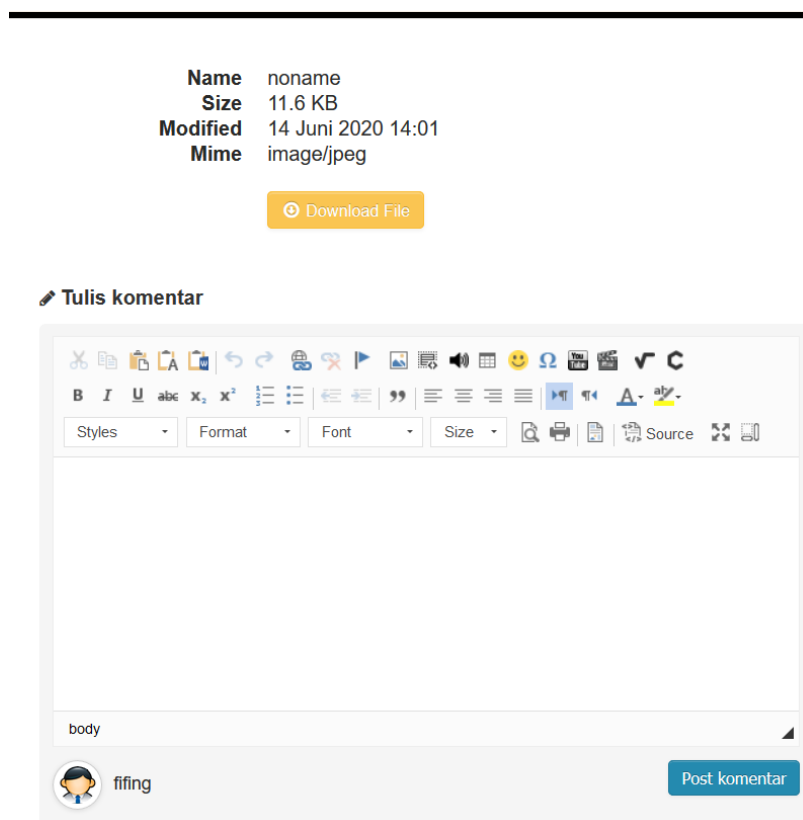 Name noname
Size 11.6 KB
Modified 14 Juni 2020 14:01
Mime image/jpeg
Download File
Tulis komentar
B I U abc x₂ x²
Styles Format Font Size Source
body
fifing
Post komentar